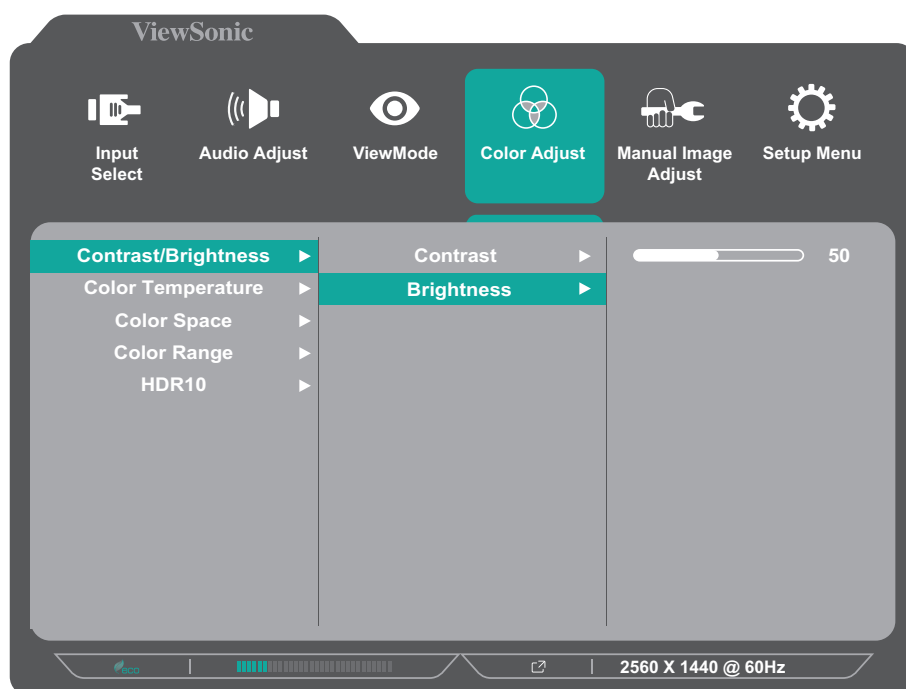 ViewSonic
Input
Select
Audio Adjust
ViewMode
Color Adjust
Manual Image
Adjust
Setup Menu
Contrast/Brightness
Contrast
50
Color Temperature
Brightness
Color Space
Color Range
HDR10
eco
2560 X 1440 @ 60Hz